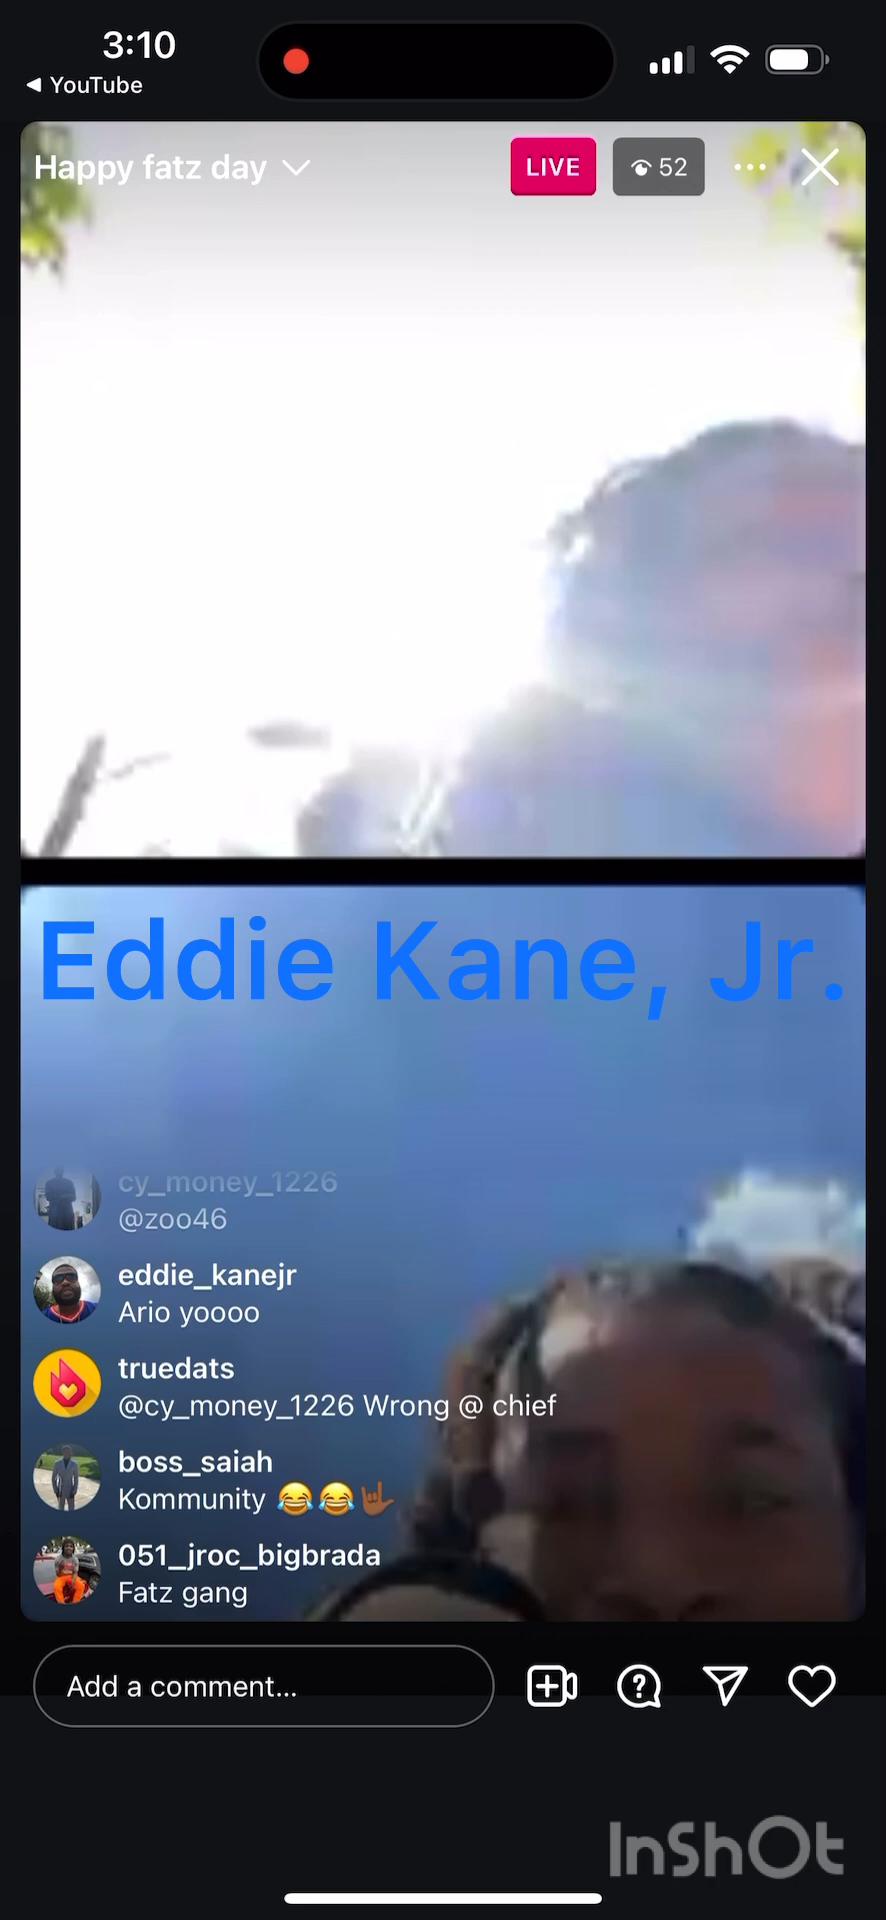 3:10
◀ YouTube
Happy fatz day
LIVE
52
Eddie Kane, Jr.
cy_money_1226
@zoo46
eddie_kanejr
Ario yoooo
truedats
@cy_money_1226 Wrong @ chief
boss_saiah
Kommunity 😂😂🤟🏾
051_jroc_bigbrada
Fatz gang
Add a comment...
InShOt